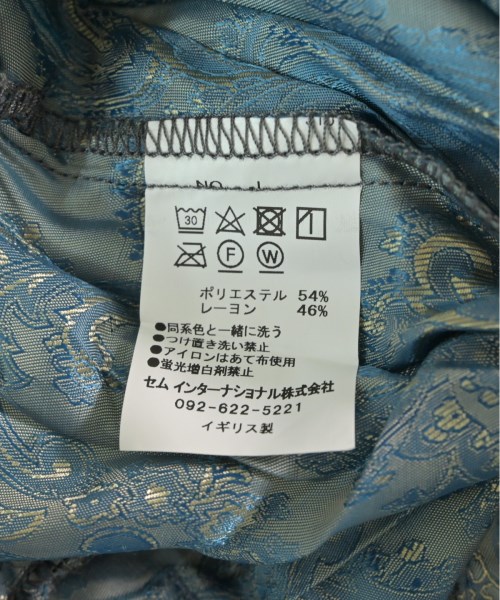 30
F W
ポリエステル 54%
レーヨン 46%
●同系色と一緒に洗う
●つけ置き洗い禁止
●アイロンはあて布使用
●蛍光増白剤禁止
セム インターナショナル株式会社
092-622-5221
イギリス製